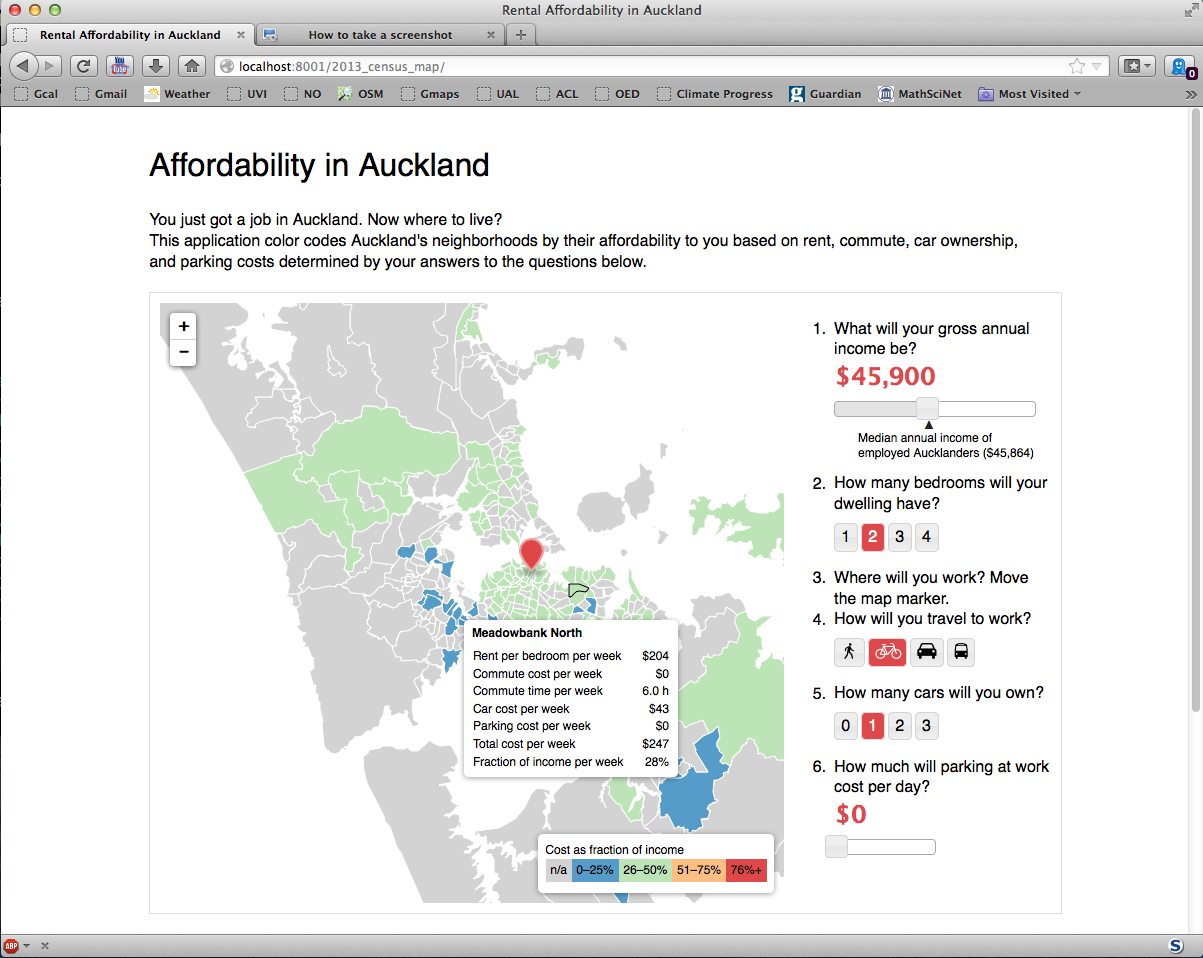 Rental Affordability in Auckland
Rental Affordability in Auckland
How to take a screenshot
localhost:8001/2013_census_map/
0
Gcal
Gmail
Weather
UVI
NO
OSM
Gmaps
UAL
ACL
OED
Climate Progress
Guardian
MathSciNet
Most Visited
Affordability in Auckland
You just got a job in Auckland. Now where to live?
This application color codes Auckland's neighborhoods by their affordability to you based on rent, commute, car ownership,
and parking costs determined by your answers to the questions below.
+
−
Meadowbank North
Rent per bedroom per week $204
Commute cost per week $0
Commute time per week 6.0 h
Car cost per week $43
Parking cost per week $0
Total cost per week $247
Fraction of income per week 28%
Cost as fraction of income
n/a 0–25% 26–50% 51–75% 76%+
1. What will your gross annual
income be?
$45,900
Median annual income of
employed Aucklanders ($45,864)
2. How many bedrooms will your
dwelling have?
1 2 3 4
3. Where will you work? Move
the map marker.
4. How will you travel to work?
5. How many cars will you own?
0 1 2 3
6. How much will parking at work
cost per day?
$0
ABP
S